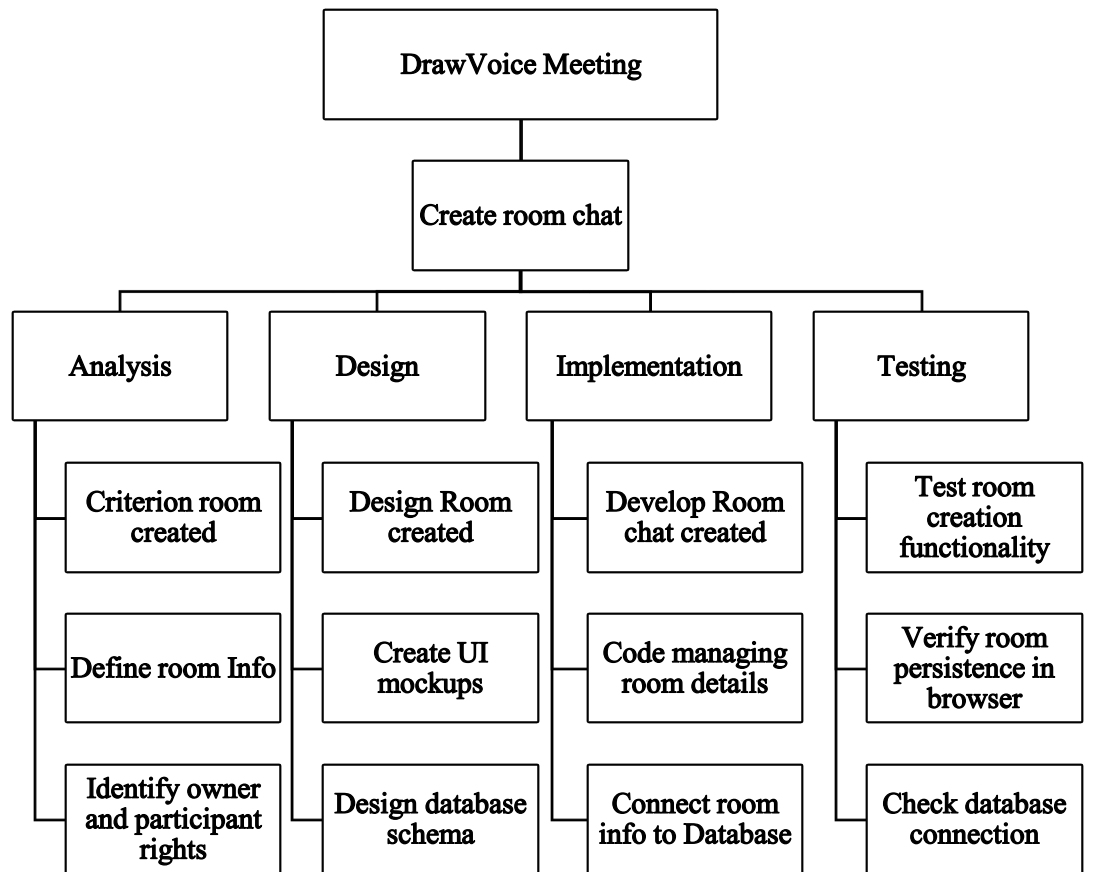 DrawVoice Meeting
Create room chat
Analysis
Design
Implementation
Testing
Criterion room
created
Design Room
created
Develop Room
chat created
Test room
creation
functionality
Define room Info
Create UI
mockups
Code managing
room details
Verify room
persistence in
browser
Identify owner
and participant
rights
Design database
schema
Connect room
info to Database
Check database
connection